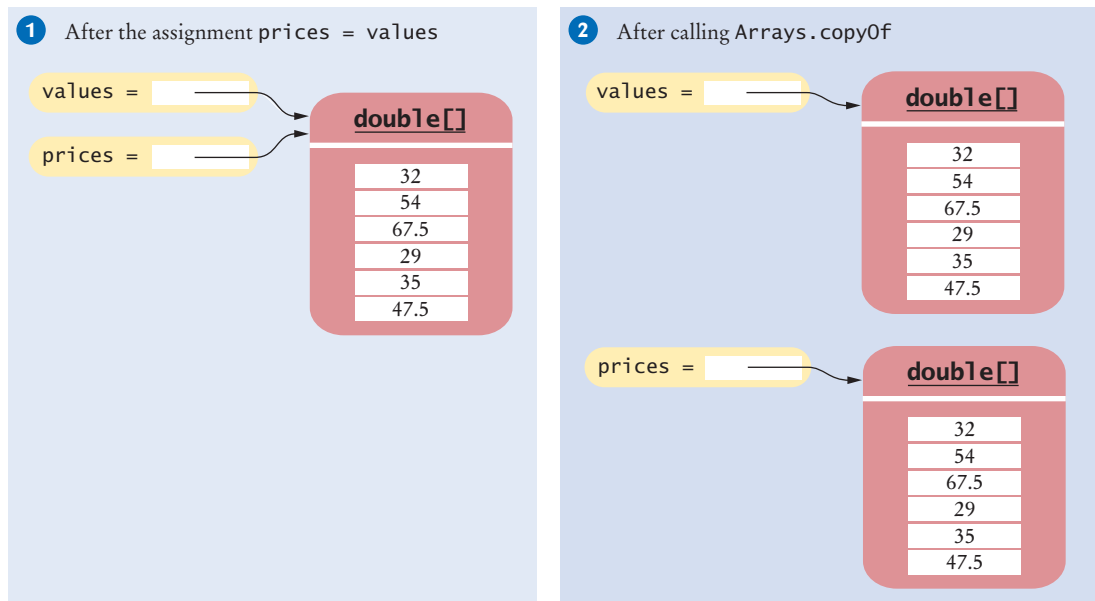 1 After the assignment prices = values
values =
prices =
double[]
32
54
67.5
29
35
47.5
2 After calling Arrays.copyOf
values =
double[]
32
54
67.5
29
35
47.5
prices =
double[]
32
54
67.5
29
35
47.5